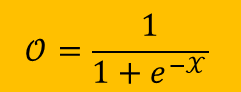 𝒪 = 1 / (1 + e^{-x})